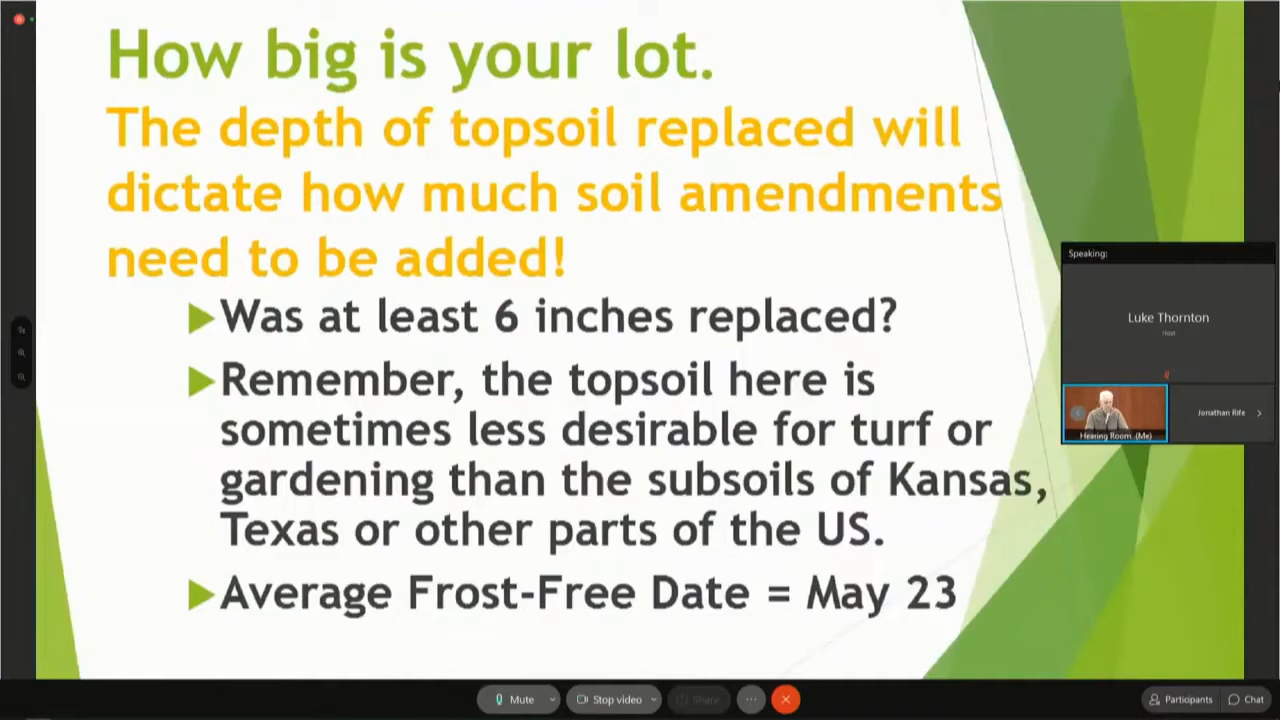 How big is your lot.
The depth of topsoil replaced will
dictate how much soil amendments
need to be added!
Was at least 6 inches replaced?
Remember, the topsoil here is
sometimes less desirable for turf or
gardening than the subsoils of Kansas,
Texas or other parts of the US.
Average Frost-Free Date = May 23
Speaking:
Luke Thornton
Host
Hearing Room (Me)
Jonathan Rife
Mute
Stop video
Share
Participants
Chat